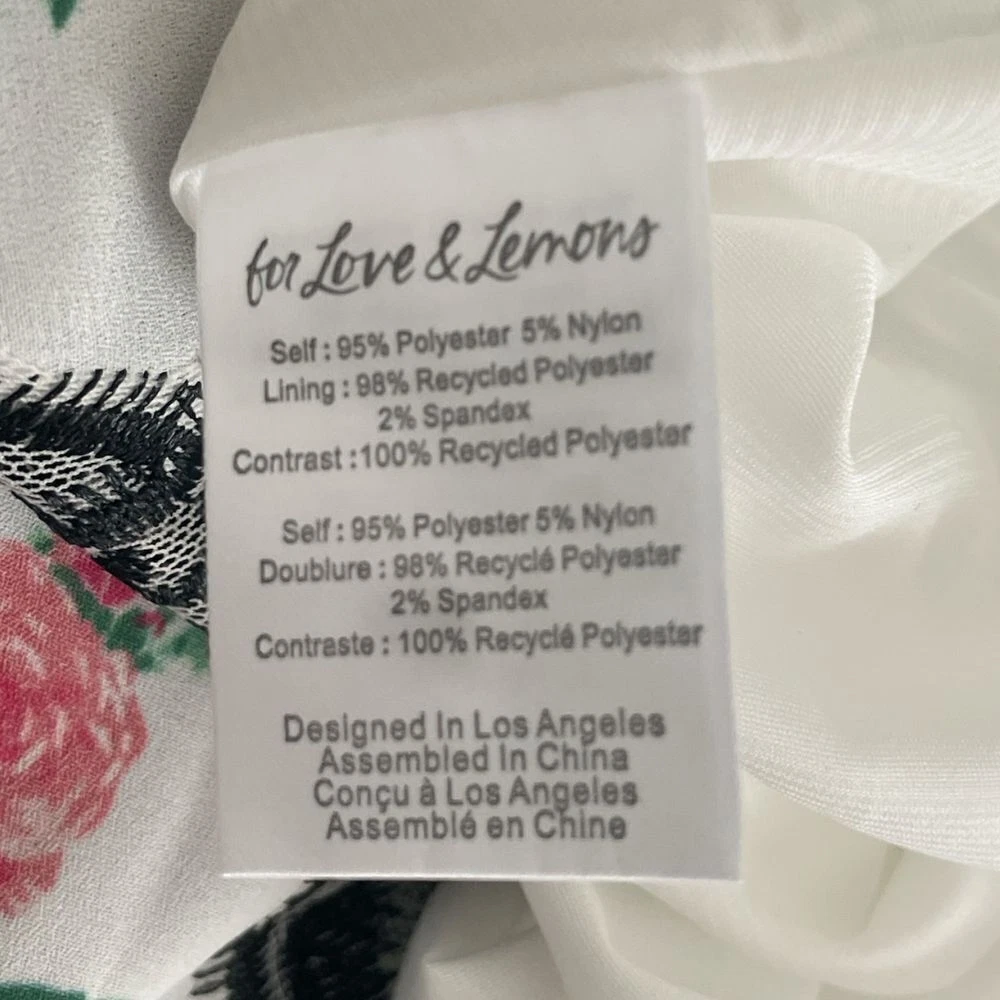 for Love & Lemons
Self : 95% Polyester 5% Nylon
Lining : 98% Recycled Polyester
2% Spandex
Contrast :100% Recycled Polyester
Self : 95% Polyester 5% Nylon
Doublure : 98% Recyclé Polyester
2% Spandex
Contraste : 100% Recyclé Polyester
Designed In Los Angeles
Assembled In China
Conçu à Los Angeles
Assemblé en Chine